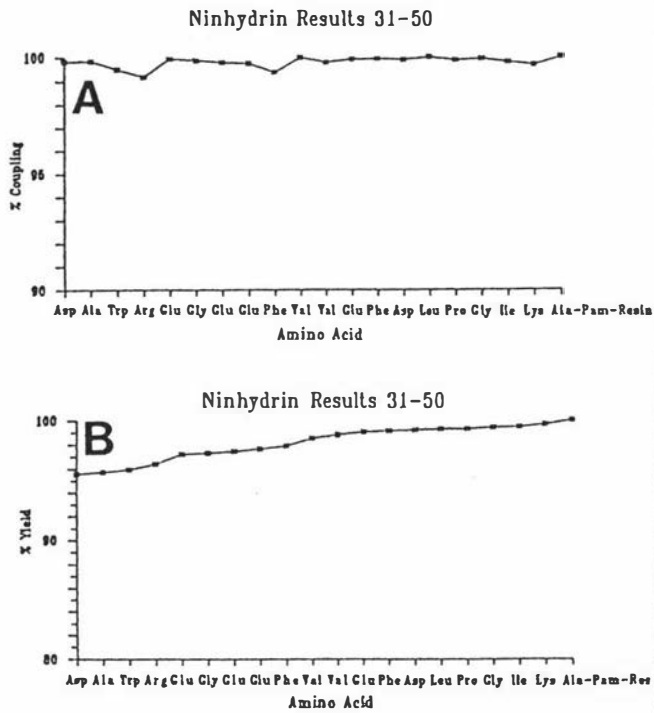 Ninhydrin Results 31-50
A
100
95
90
% Coupling
Asp Ala Trp Arg Glu Gly Glu Glu Phe Val Val Glu Phe Asp Leu Pro Gly Ile Lys Ala-Pam-Resin
Amino Acid
Ninhydrin Results 31-50
B
100
90
80
% Yield
Asp Ala Trp Arg Glu Gly Glu Glu Phe Val Val Glu Phe Asp Leu Pro Gly Ile Lys Ala-Pam-Res
Amino Acid